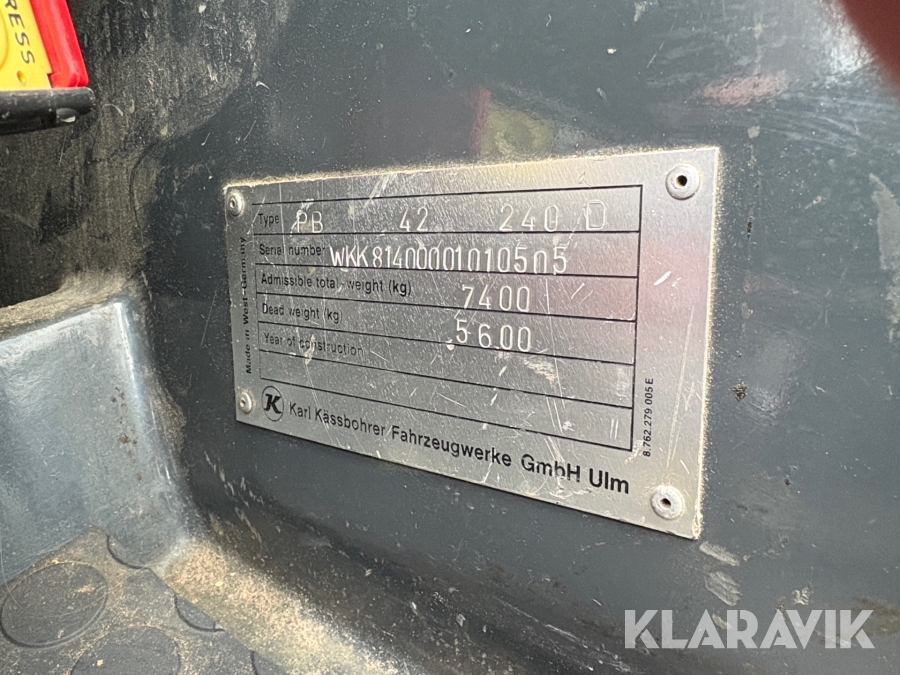 RESS
Type PB 42 240 D
Serial number WKK81400001010505
Admissible total-weight (kg) 7400
Dead weight (kg) 5600
Year of construction
Made in West-Germany
K Karl Kässbohrer Fahrzeugwerke GmbH Ulm
8.762.279 005 E
KLARAVIK